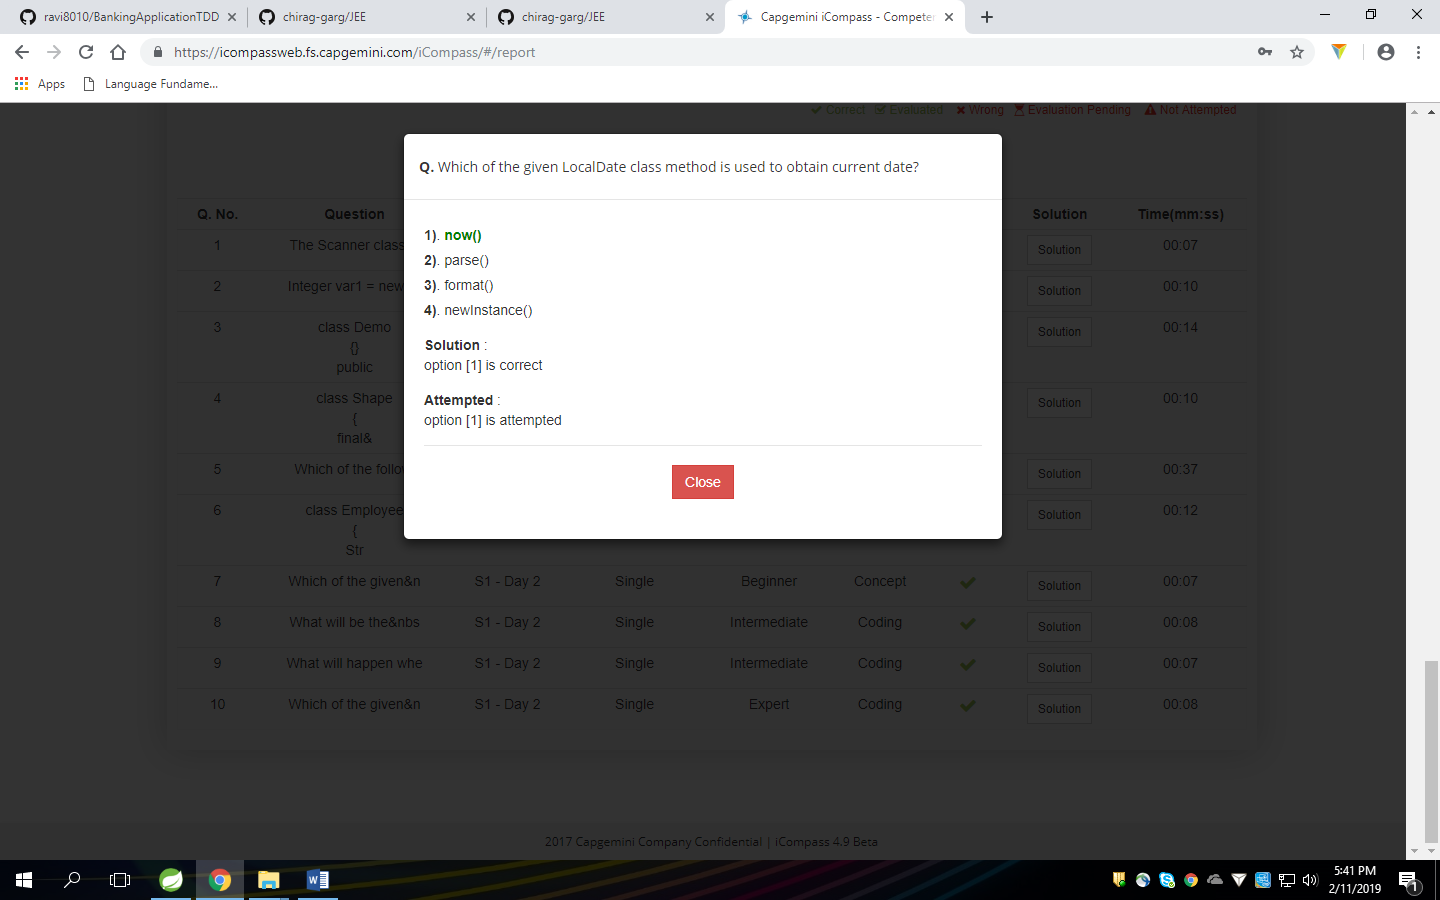 ravi8010/BankingApplicationTDD
chirag-garg/JEE
chirag-garg/JEE
Capgemini iCompass - Competen
https://icompassweb.fs.capgemini.com/iCompass/#/report
Apps
Language Fundame...
Correct Evaluated Wrong Evaluation Pending Not Attempted
Q. Which of the given LocalDate class method is used to obtain current date?
1). now()
2). parse()
3). format()
4). newInstance()
Solution :
option [1] is correct
Attempted :
option [1] is attempted
Close
Q. No. Question Solution Time(mm:ss)
1 The Scanner class Solution 00:07
2 Integer var1 = new Solution 00:10
3 class Demo Solution 00:14
{}
public
4 class Shape Solution 00:10
{
final&
5 Which of the follo Solution 00:37
6 class Employee Solution 00:12
{
Str
7 Which of the given&n S1 - Day 2 Single Beginner Concept Solution 00:07
8 What will be the&nbs S1 - Day 2 Single Intermediate Coding Solution 00:08
9 What will happen whe S1 - Day 2 Single Intermediate Coding Solution 00:07
10 Which of the given&n S1 - Day 2 Single Expert Coding Solution 00:08
2017 Capgemini Company Confidential | iCompass 4.9 Beta
5:41 PM
2/11/2019
1